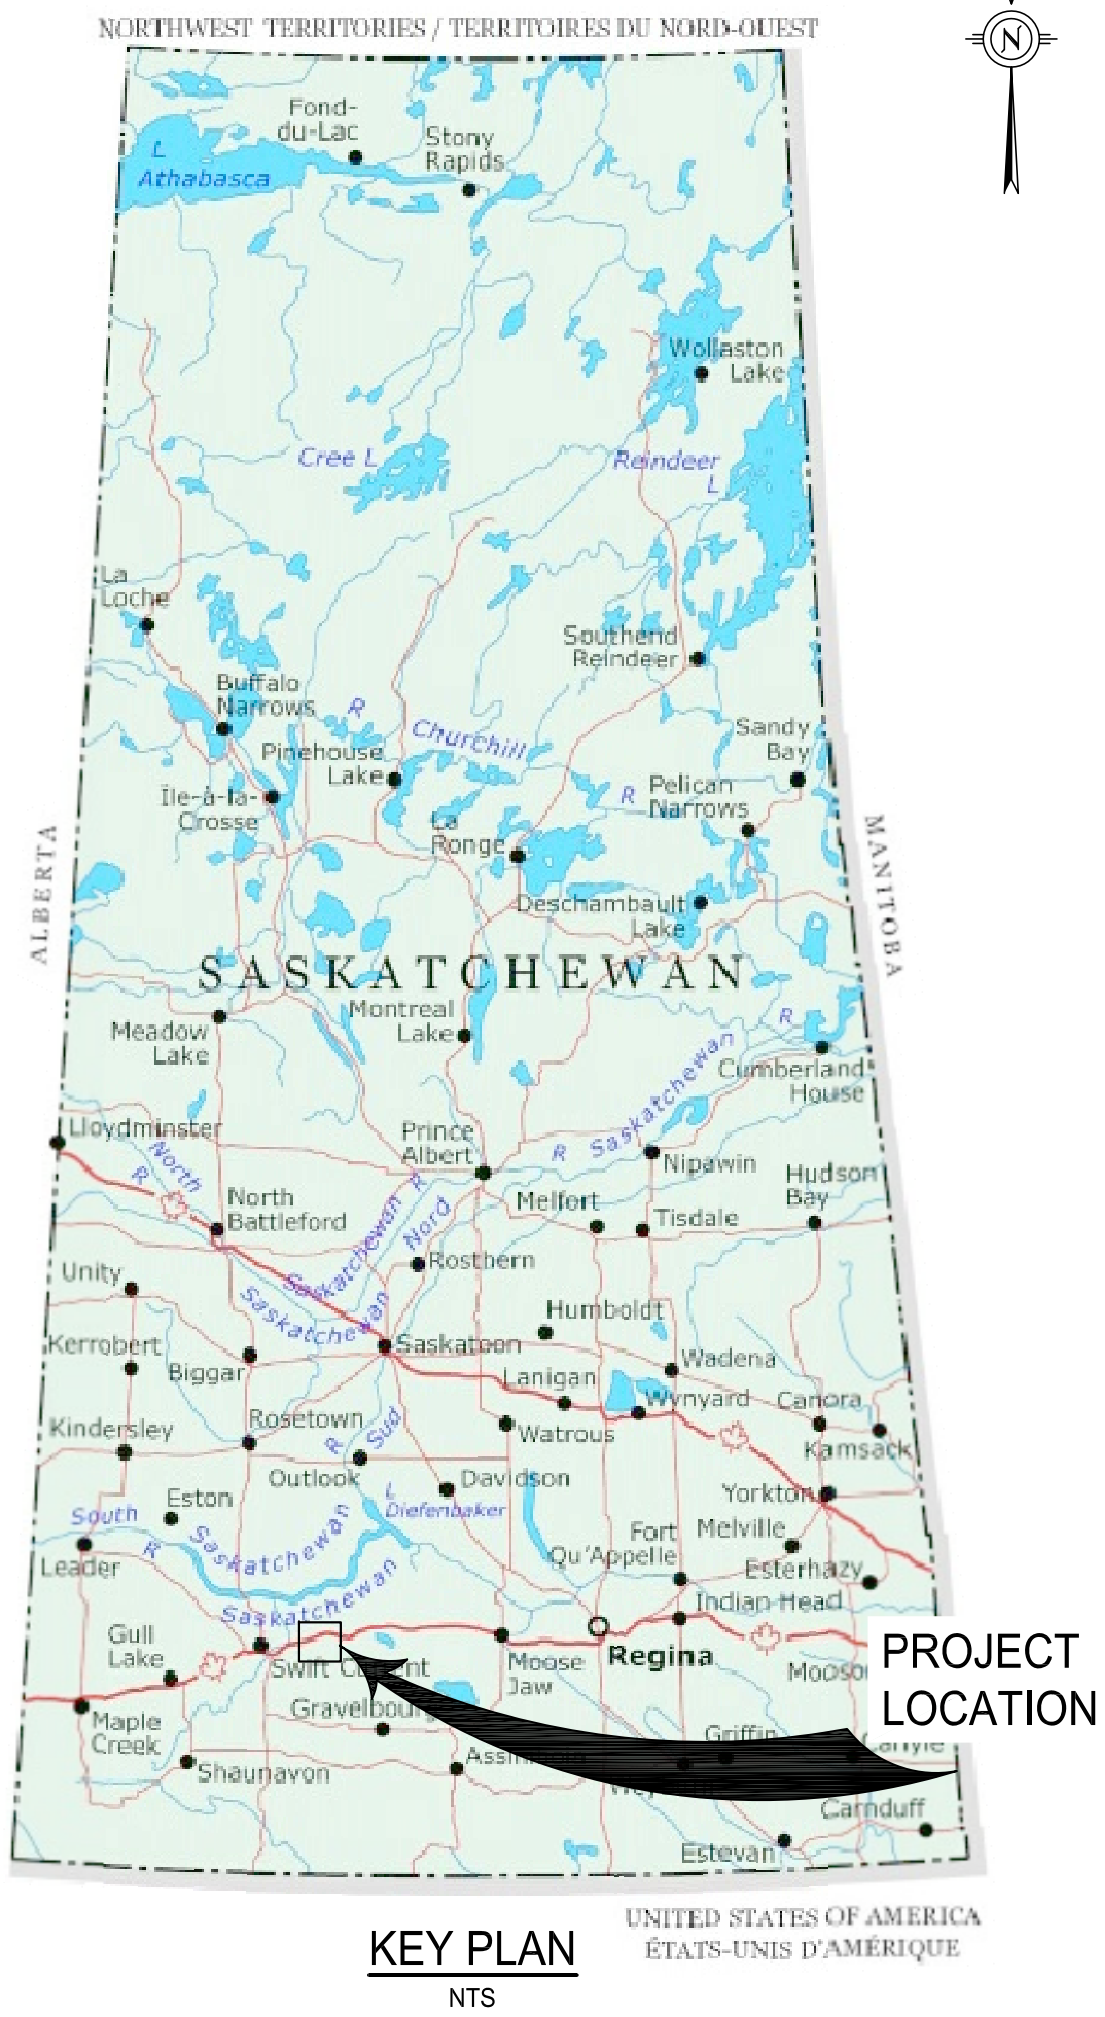 NORTHWEST TERRITORIES / TERRITOIRES DU NORD-OUEST
N
Fond-
du-Lac
Stony
Rapids
L
Athabasca
Wollaston
Lake
Cree L
Reindeer
L
La
Loche
Southend
Reindeer
Buffalo
Narrows
R
Churchill
Sandy
Bay
Pinehouse
Lake
Pelican
Narrows
R
Île-à-la-
Crosse
La
Ronge
ALBERTA
MANITOBA
Deschambault
Lake
SASKATCHEWAN
Montreal
Lake
Meadow
Lake
R
Saskatchewan
R
Cumberland
House
Lloydminster
North
R
Prince
Albert
Nipawin
Hudson
Bay
North
Battleford
Saskatchewan R
Nord
Melfort
Tisdale
Rosthern
Unity
Saskatchewan
Humboldt
Kerrobert
Saskatoon
Biggar
Wadena
Lanigan
Wynyard
Canora
Kindersley
Rosetown
R
Sud
Watrous
Kamsack
Outlook
Davidson
Yorkton
Eston
L
Diefenbaker
South
R
Saskatchewan
Fort
Qu'Appelle
Melville
Leader
Esterhazy
Saskatchewan
Indian Head
Gull
Lake
Swift
Moose
Jaw
Regina
PROJECT
LOCATION
Maple
Creek
Griffin
Shaunavon
Carnduff
Estevan
UNITED STATES OF AMERICA
ÉTATS-UNIS D'AMÉRIQUE
KEY PLAN
NTS